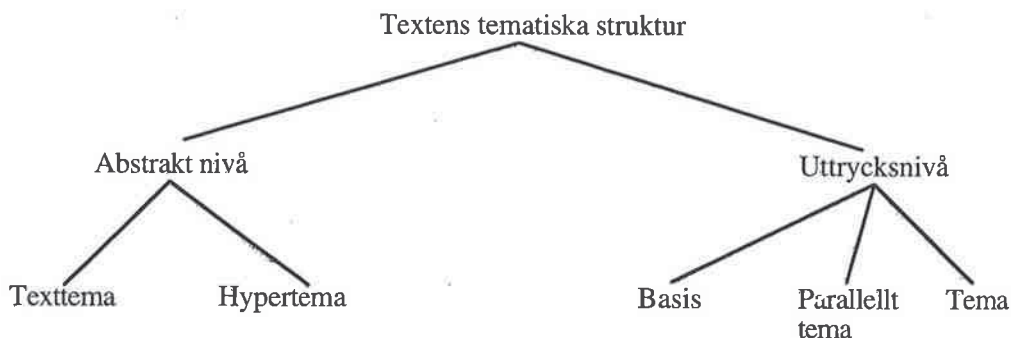 Textens tematiska struktur
Abstrakt nivå
Uttrycksnivå
Texttema
Hypertema
Basis
Parallellt
tema
Tema